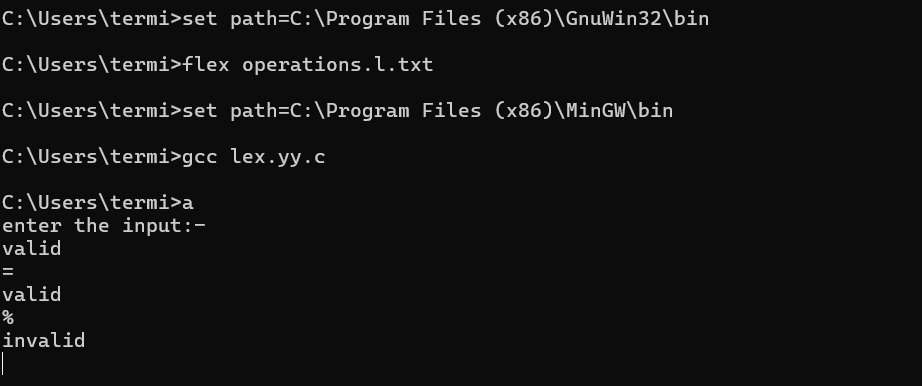 C:\Users\termi>set path=C:\Program Files (x86)\GnuWin32\bin
C:\Users\termi>flex operations.l.txt
C:\Users\termi>set path=C:\Program Files (x86)\MinGW\bin
C:\Users\termi>gcc lex.yy.c
C:\Users\termi>a
enter the input:-
valid
=
valid
%
invalid